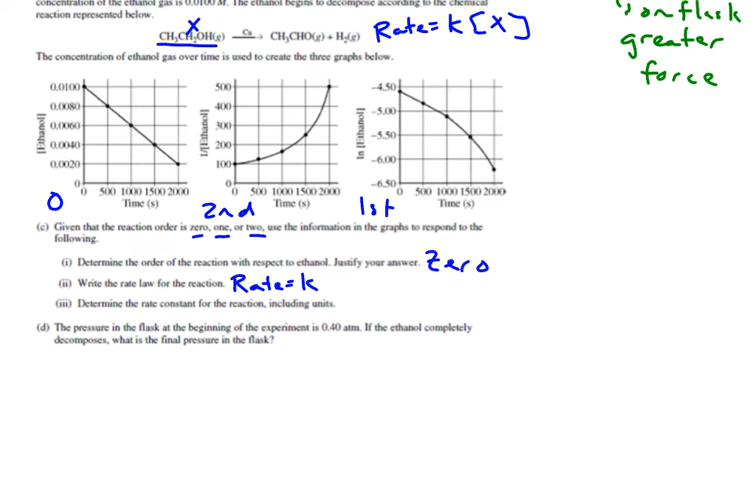 concentration of the ethanol gas is 0.0100 M. The ethanol begins to decompose according to the chemical
reaction represented below.
X
CH₃CH₂OH(g) —Cu→ CH₃CHO(g) + H₂(g)
Rate = k [X]
on flask
greater
force
The concentration of ethanol gas over time is used to create the three graphs below.
[Ethanol]
0.0100
0.0080
0.0060
0.0040
0.0020
0
0 500 1000 1500 2000
Time (s)
0
1/[Ethanol]
500
400
300
200
100
0
0 500 1000 1500 2000
Time (s)
2nd
ln [Ethanol]
-4.50
-5.00
-5.50
-6.00
-6.50
0 500 1000 1500 2000
Time (s)
1st
(c) Given that the reaction order is zero, one, or two, use the information in the graphs to respond to the
following.
(i) Determine the order of the reaction with respect to ethanol. Justify your answer. Zero
(ii) Write the rate law for the reaction. Rate = k
(iii) Determine the rate constant for the reaction, including units.
(d) The pressure in the flask at the beginning of the experiment is 0.40 atm. If the ethanol completely
decomposes, what is the final pressure in the flask?